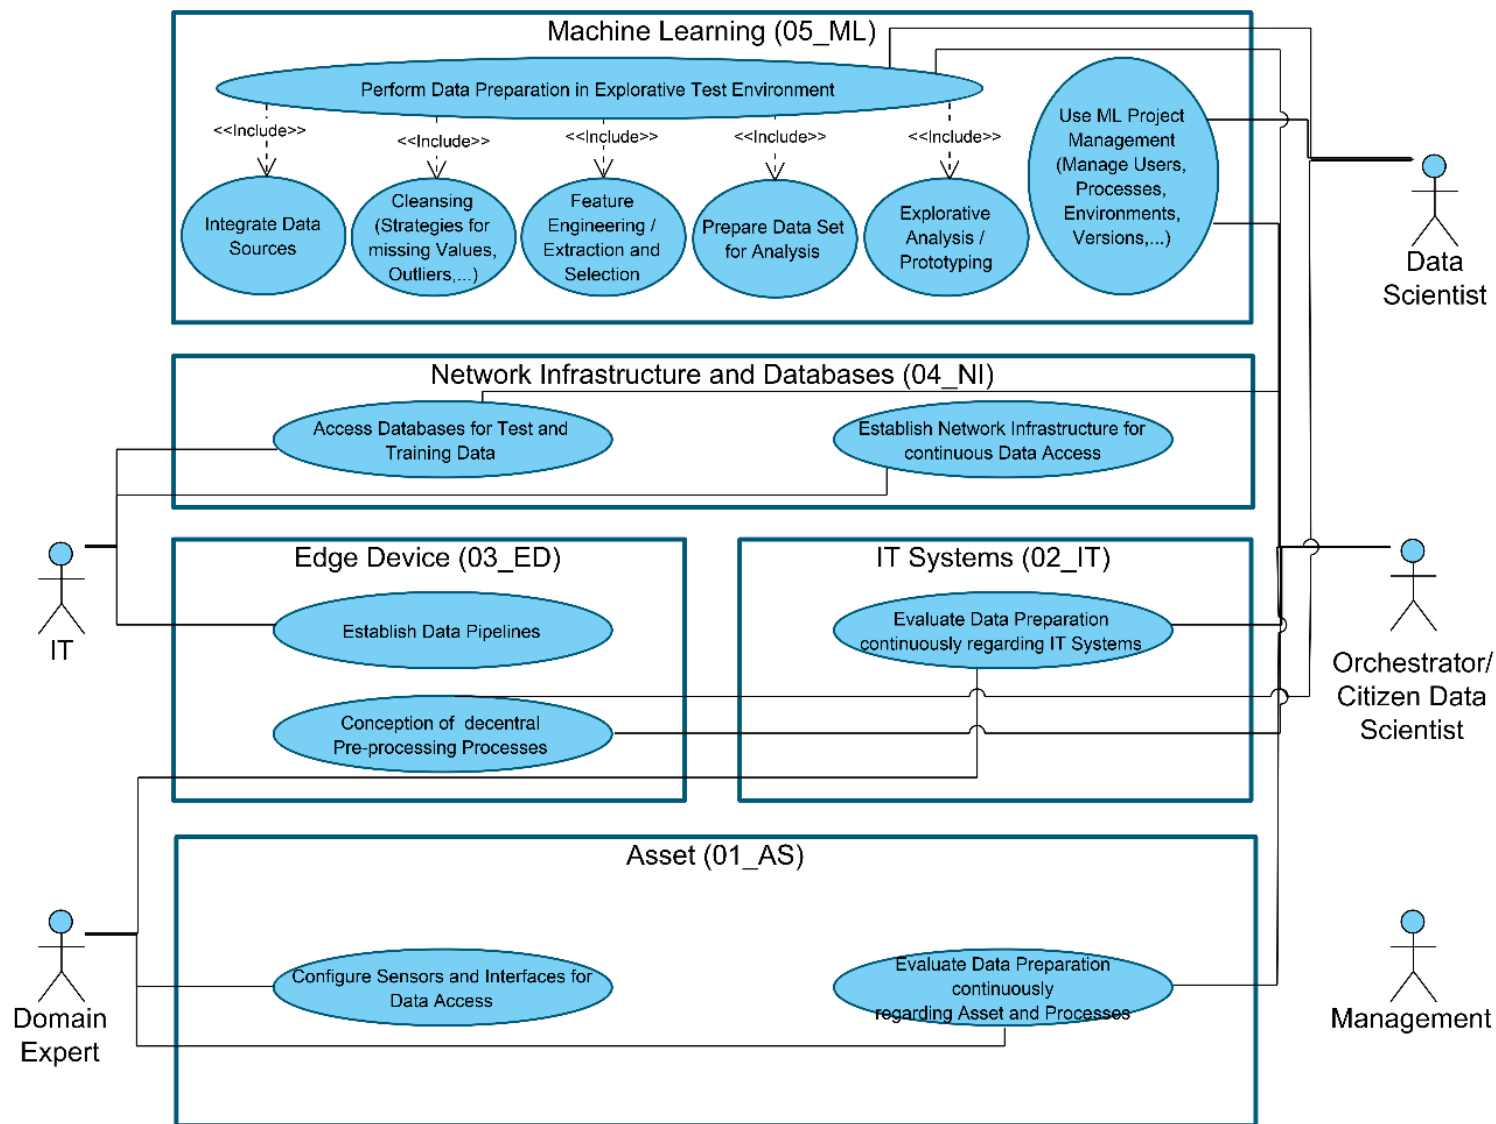 Machine Learning (05_ML)
Perform Data Preparation in Explorative Test Environment
<<Include>>
<<Include>>
<<Include>>
<<Include>>
<<Include>>
Integrate Data
Sources
Cleansing
(Strategies for
missing Values,
Outliers,...)
Feature
Engineering /
Extraction and
Selection
Prepare Data Set
for Analysis
Explorative
Analysis /
Prototyping
Use ML Project
Management
(Manage Users,
Processes,
Environments,
Versions,...)
Data
Scientist
Network Infrastructure and Databases (04_NI)
Access Databases for Test and
Training Data
Establish Network Infrastructure for
continuous Data Access
IT
Edge Device (03_ED)
Establish Data Pipelines
Conception of decentral
Pre-processing Processes
IT Systems (02_IT)
Evaluate Data Preparation
continuously regarding IT Systems
Orchestrator/
Citizen Data
Scientist
Asset (01_AS)
Configure Sensors and Interfaces for
Data Access
Evaluate Data Preparation
continuously
regarding Asset and Processes
Domain
Expert
Management